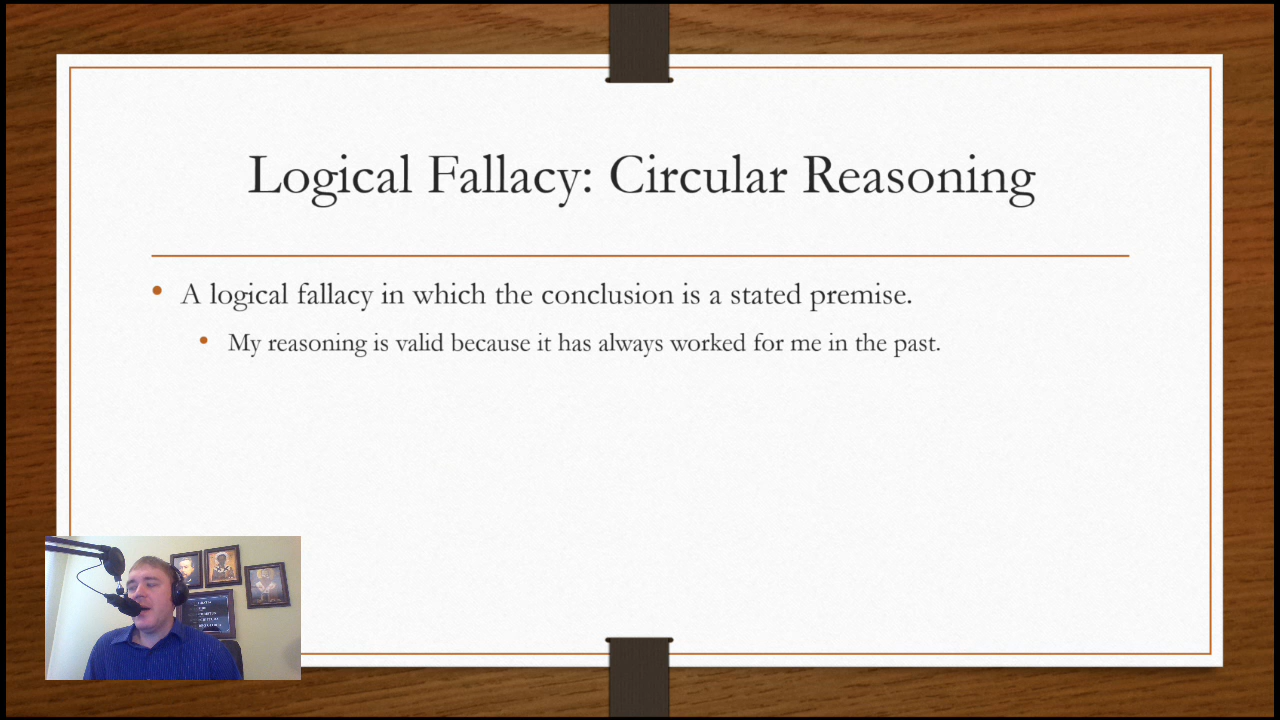 Logical Fallacy: Circular Reasoning
A logical fallacy in which the conclusion is a stated premise.
My reasoning is valid because it has always worked for me in the past.